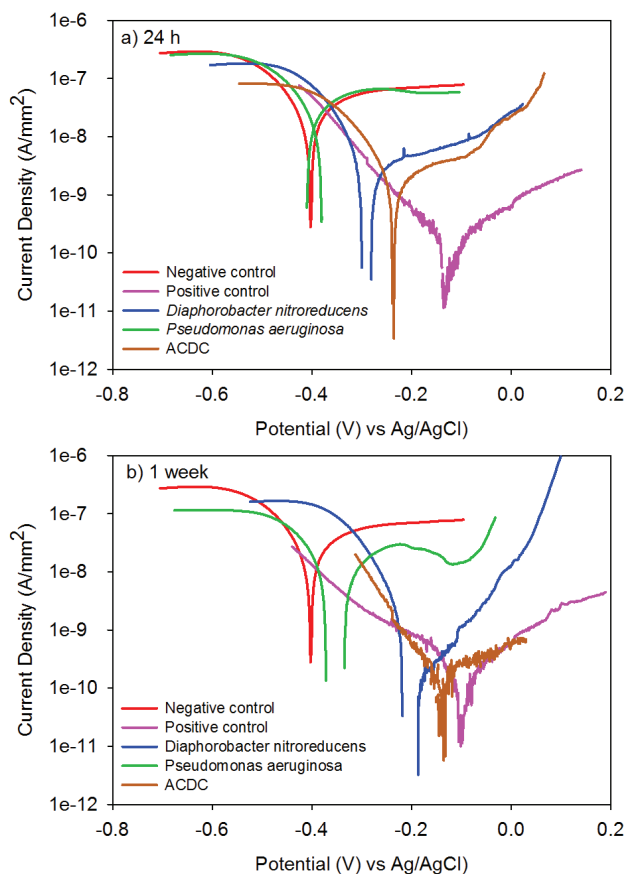 a) 24 h
1e-6
1e-7
1e-8
1e-9
1e-10
1e-11
1e-12
Current Density (A/mm²)
Negative control
Positive control
Diaphorobacter nitroreducens
Pseudomonas aeruginosa
ACDC
-0.8 -0.6 -0.4 -0.2 0.0 0.2
Potential (V) vs Ag/AgCl)
b) 1 week
1e-6
1e-7
1e-8
1e-9
1e-10
1e-11
1e-12
Current Density (A/mm²)
Negative control
Positive control
Diaphorobacter nitroreducens
Pseudomonas aeruginosa
ACDC
-0.8 -0.6 -0.4 -0.2 0.0 0.2
Potential (V) vs Ag/AgCl)